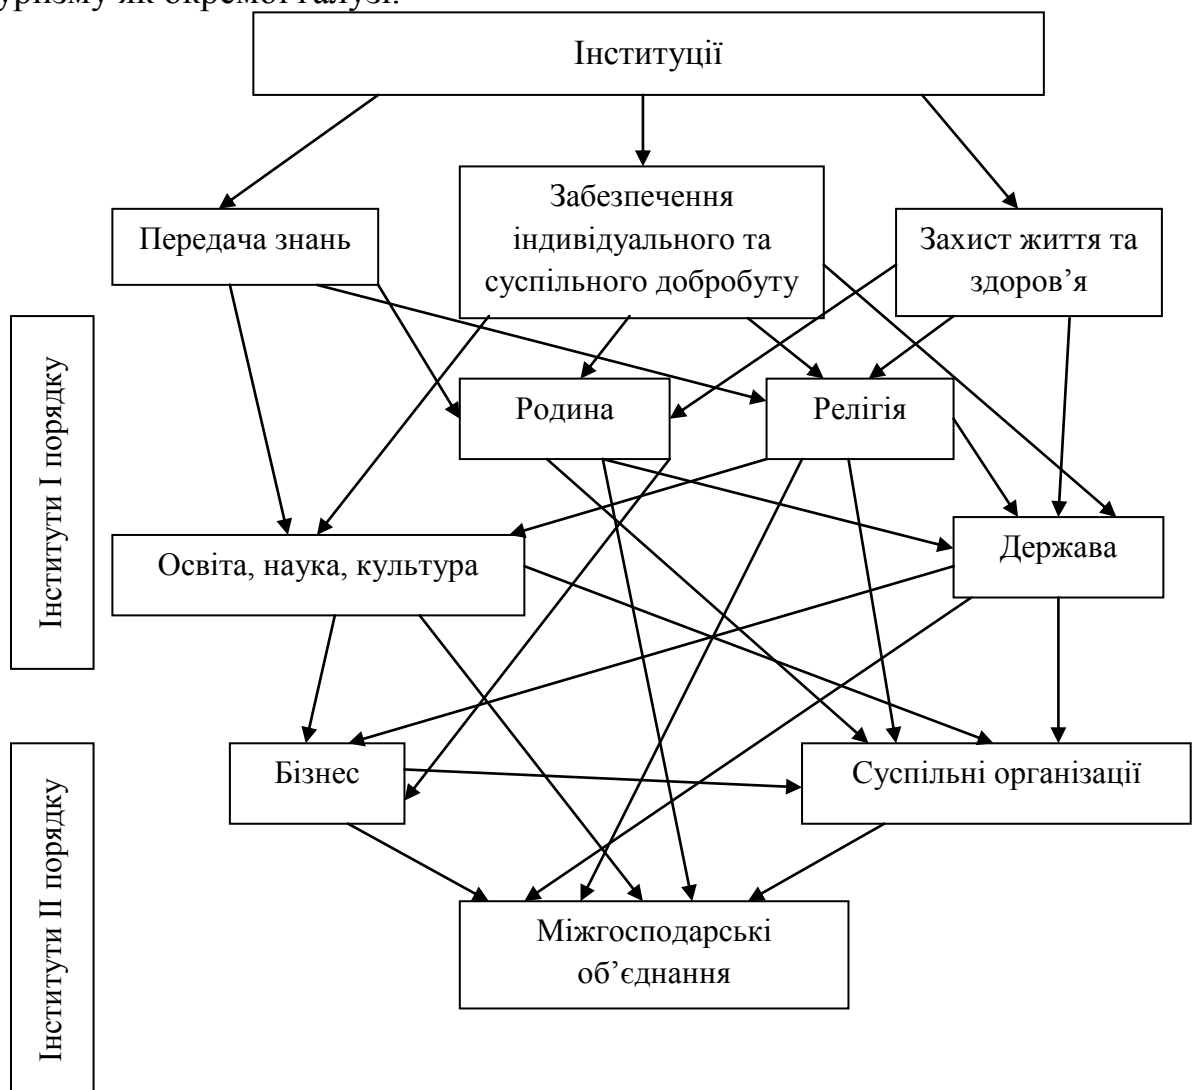 як окремої галузі.
Інституції
Забезпечення
індивідуального та
суспільного добробуту
Передача знань
Захист життя та
здоров’я
Інститути І порядку
Родина
Релігія
Освіта, наука, культура
Держава
Інститути ІІ порядку
Бізнес
Суспільні організації
Міжгосподарські
об’єднання